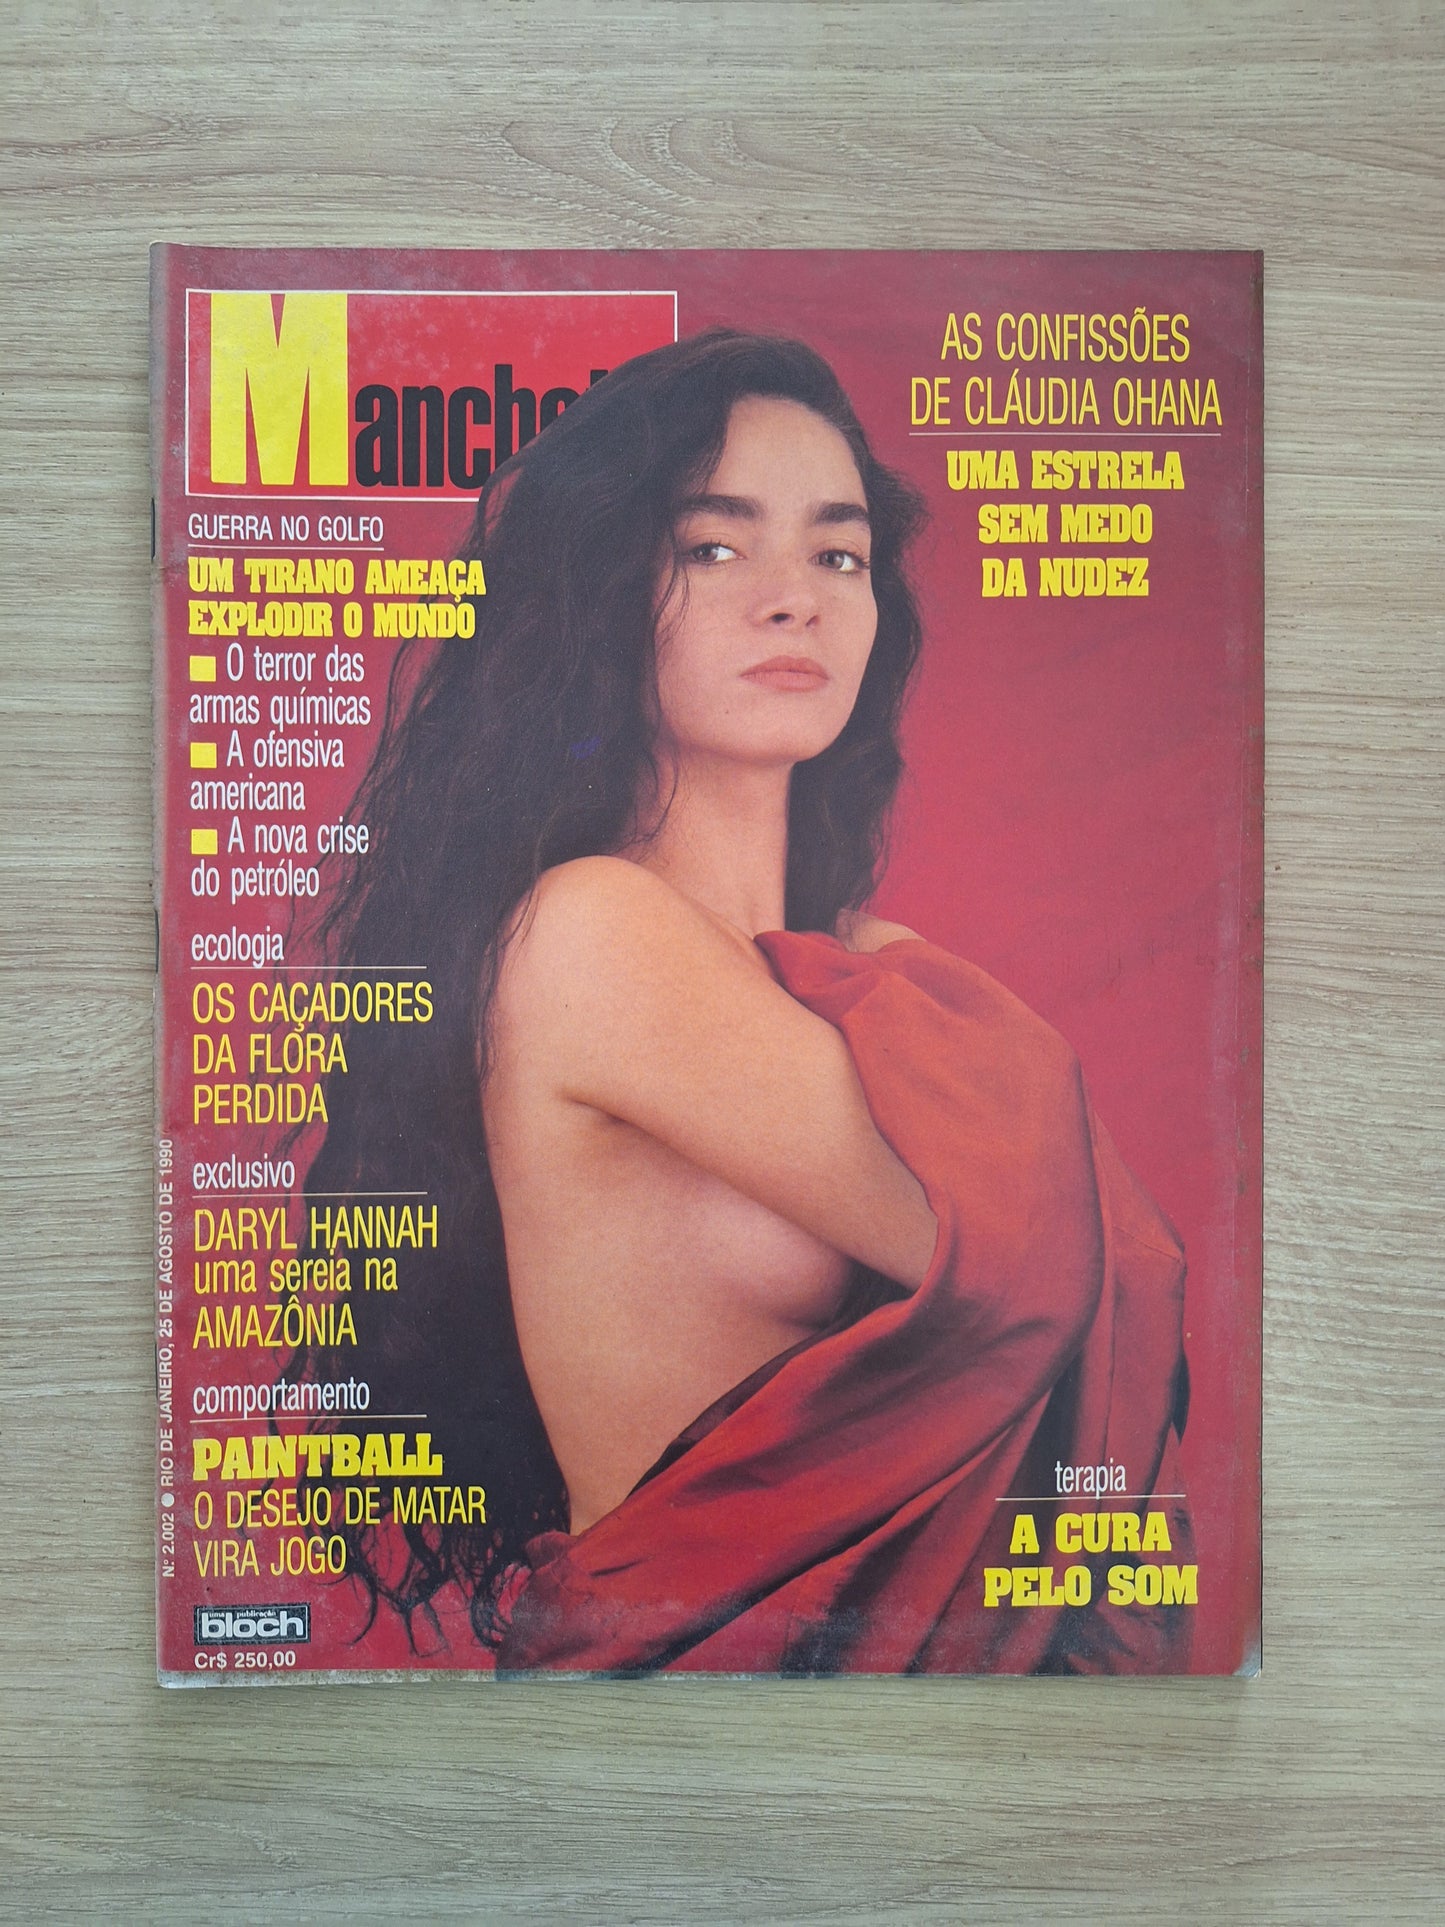 Manchete
AS CONFISSÕES
DE CLÁUDIA OHANA
UMA ESTRELA
SEM MEDO
DA NUDEZ
GUERRA NO GOLFO
UM TIRANO AMEAÇA
EXPLODIR O MUNDO
O terror das
armas químicas
A ofensiva
americana
A nova crise
do petróleo
ecologia
OS CAÇADORES
DA FLORA
PERDIDA
exclusivo
DARYL HANNAH
uma sereia na
AMAZÔNIA
comportamento
PAINTBALL
O DESEJO DE MATAR
VIRA JOGO
terapia
A CURA
PELO SOM
uma publicação
bloch
Cr$ 250,00
Nº 2.002 ● RIO DE JANEIRO, 25 DE AGOSTO DE 1990